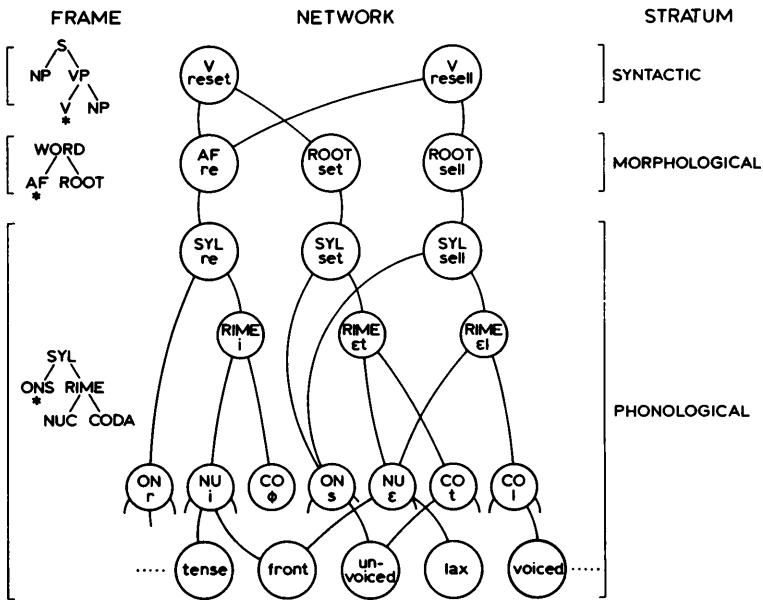 FRAME NETWORK STRATUM
S
NP VP
V NP
*
V
reset
V
resell
SYNTACTIC
WORD
AF ROOT
*
AF
re
ROOT
set
ROOT
sell
MORPHOLOGICAL
SYL
re
SYL
set
SYL
sell
RIME
i
RIME
εt
RIME
εl
SYL
ONS RIME
*
NUC CODA
PHONOLOGICAL
ON
r
NU
i
CO
ϕ
ON
s
NU
ε
CO
t
CO
l
..... tense
front
un-
voiced
lax
voiced .....